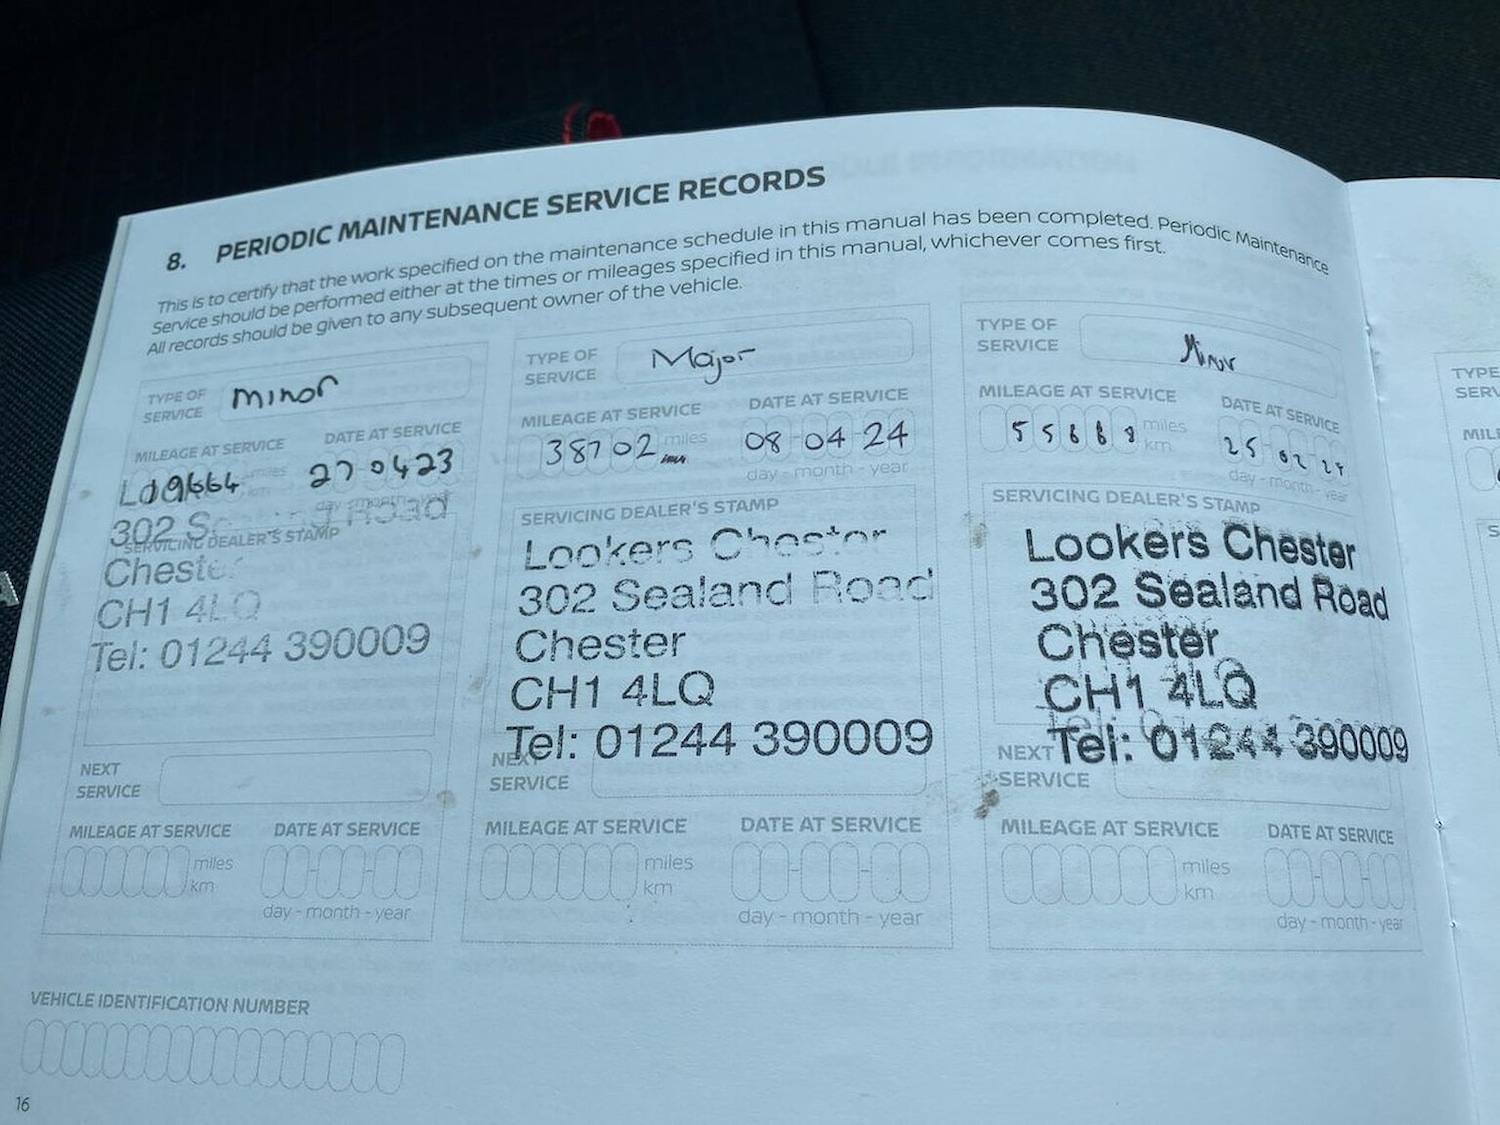 8. PERIODIC MAINTENANCE SERVICE RECORDS
This is to certify that the work specified on the maintenance schedule in this manual has been completed. Periodic Maintenance
Service should be performed either at the times or mileages specified in this manual, whichever comes first.
All records should be given to any subsequent owner of the vehicle.
TYPE OF
SERVICE
minor
MILEAGE AT SERVICE
DATE AT SERVICE
miles
km
27 04 23
day - month - year
302 Road
SERVICING DEALER'S STAMP
Chester
CH1 4LQ
Tel: 01244 390009
NEXT
SERVICE
MILEAGE AT SERVICE
DATE AT SERVICE
miles
km
day - month - year
TYPE OF
SERVICE
Major
MILEAGE AT SERVICE
DATE AT SERVICE
38702 miles
08 04 24
day - month - year
SERVICING DEALER'S STAMP
Lookers Chester
302 Sealand Road
Chester
CH1 4LQ
Tel: 01244 390009
NEXT
SERVICE
MILEAGE AT SERVICE
DATE AT SERVICE
miles
km
day - month - year
TYPE OF
SERVICE
Minor
MILEAGE AT SERVICE
DATE AT SERVICE
miles
km
25
day - month - year
SERVICING DEALER'S STAMP
Lookers Chester
302 Sealand Road
Chester
CH1 4LQ
Tel: 01244 390009
NEXT
SERVICE
MILEAGE AT SERVICE
DATE AT SERVICE
miles
km
day - month - year
VEHICLE IDENTIFICATION NUMBER
16
TYPE